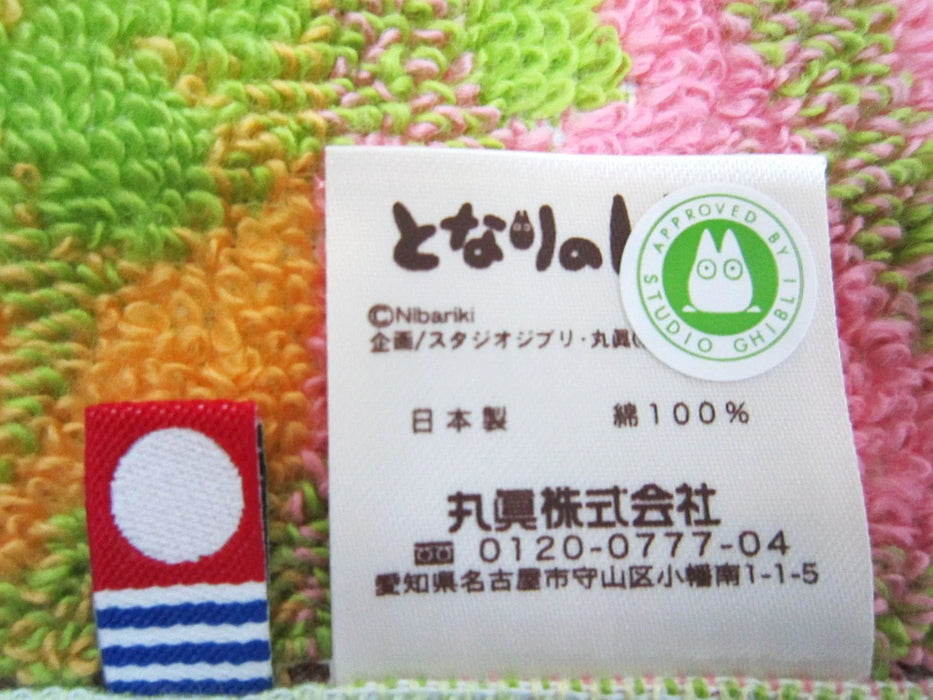 となりの
APPROVED BY
STUDIO GHIBLI
©Nibariki
企画/スタジオジブリ・丸眞(
日本製 綿100%
丸眞株式会社
0120-0777-04
愛知県名古屋市守山区小幡南1-1-5